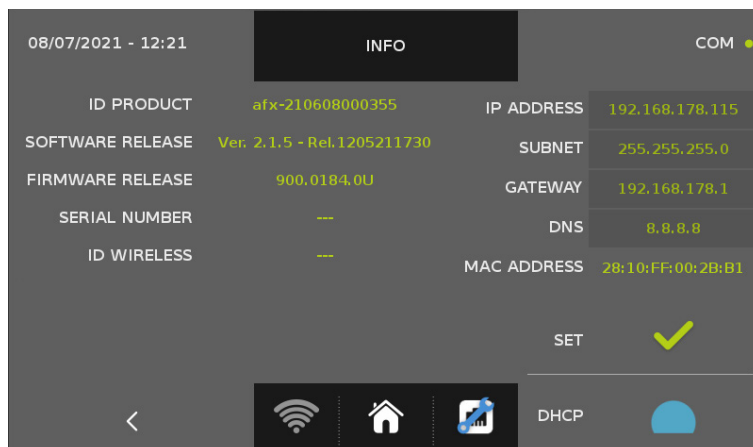 08/07/2021 - 12:21
INFO
COM
ID PRODUCT afx-210608000355
SOFTWARE RELEASE Ver. 2.1.5 - Rel.1205211730
FIRMWARE RELEASE 900.0184.0U
SERIAL NUMBER ---
ID WIRELESS ---
IP ADDRESS 192.168.178.115
SUBNET 255.255.255.0
GATEWAY 192.168.178.1
DNS 8.8.8.8
MAC ADDRESS 28:10:FF:00:2B:B1
SET
DHCP